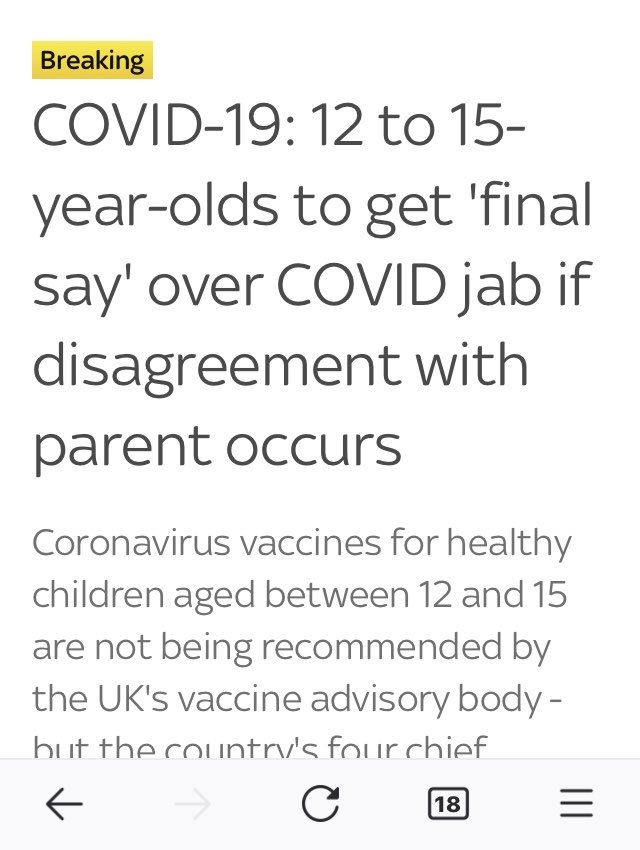 Breaking
COVID-19: 12 to 15-
year-olds to get 'final
say' over COVID jab if
disagreement with
parent occurs
Coronavirus vaccines for healthy
children aged between 12 and 15
are not being recommended by
the UK's vaccine advisory body -
but the country's four chief
18